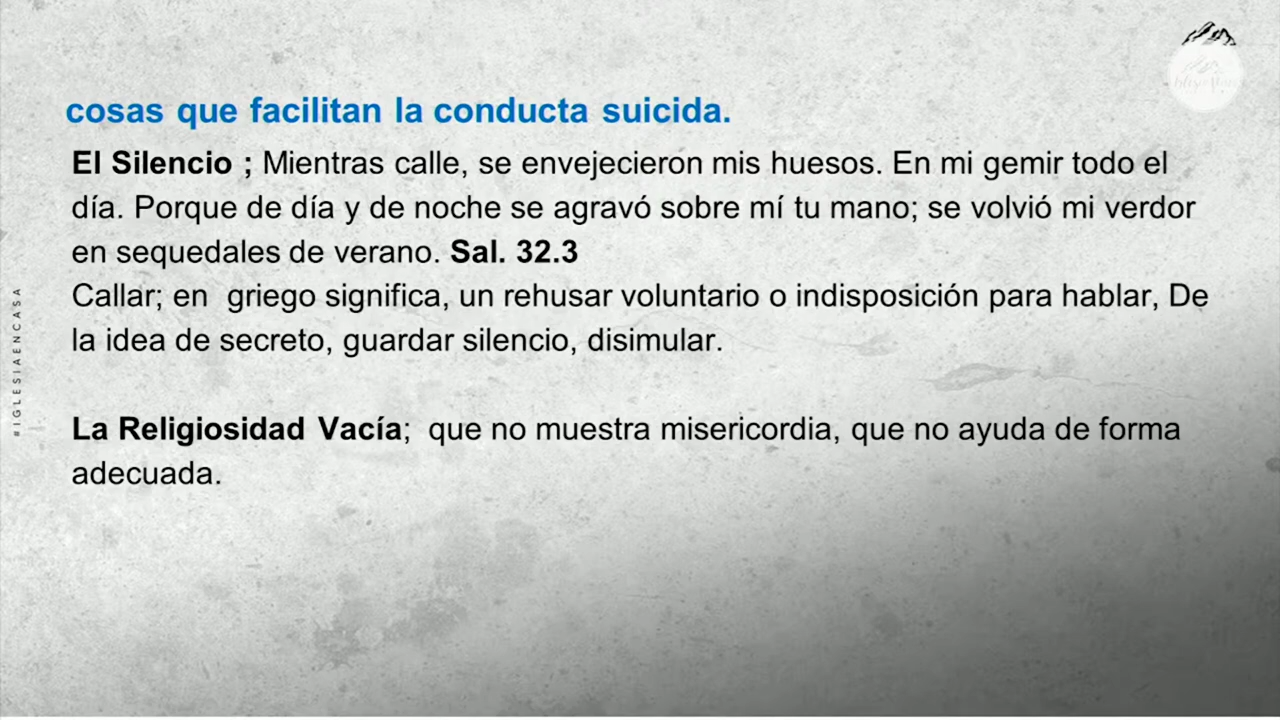 cosas que facilitan la conducta suicida.
El Silencio ; Mientras calle, se envejecieron mis huesos. En mi gemir todo el
día. Porque de día y de noche se agravó sobre mí tu mano; se volvió mi verdor
en sequedales de verano. Sal. 32.3
Callar; en griego significa, un rehusar voluntario o indisposición para hablar, De
la idea de secreto, guardar silencio, disimular.
La Religiosidad Vacía; que no muestra misericordia, que no ayuda de forma
adecuada.
#IGLESIAENCASA